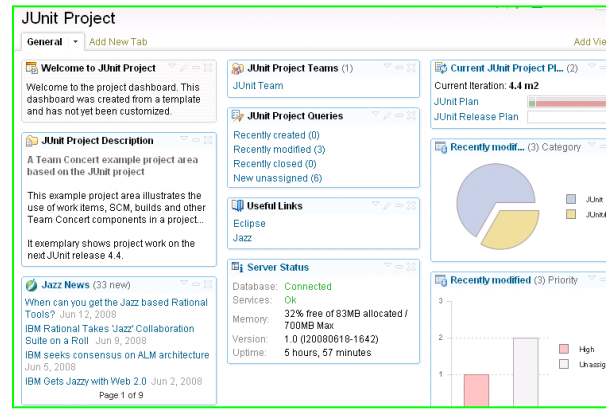 JUnit Project
General
Add New Tab
Add Vie
Welcome to JUnit Project
Welcome to the project dashboard. This
dashboard was created from a template
and has not yet been customized.
JUnit Project Description
A Team Concert example project area
based on the JUnit project
This example project area illustrates the
use of work items, SCM, builds and other
Team Concert components in a project...
It exemplary shows project work on the
next JUnit release 4.4.
Jazz News (33 new)
When can you get the Jazz based Rational
Tools? Jun 12, 2008
IBM Rational Takes 'Jazz' Collaboration
Suite on a Roll Jun 9, 2008
IBM seeks consensus on ALM architecture
Jun 5, 2008
IBM Gets Jazzy with Web 2.0 Jun 2, 2008
Page 1 of 9
JUnit Project Teams (1)
JUnit Team
JUnit Project Queries
Recently created (0)
Recently modified (3)
Recently closed (0)
New unassigned (6)
Useful Links
Eclipse
Jazz
Server Status
Database: Connected
Services: Ok
Memory: 32% free of 83MB allocated /
700MB Max
Version: 1.0 (I20080618-1642)
Uptime: 5 hours, 57 minutes
Current JUnit Project Pl... (2)
Current Iteration: 4.4 m2
JUnit Plan
JUnit Release Plan
Recently modif... (3) Category
JUnit
JUnit
Recently modified (3) Priority
3
2
1
High
Unassig